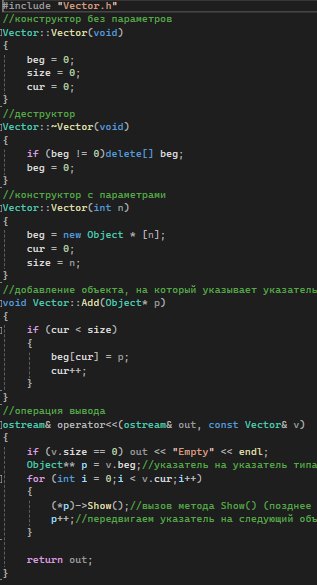 #include "Vector.h"
//конструктор без параметров
Vector::Vector(void)
{
beg = 0;
size = 0;
cur = 0;
}
//деструктор
Vector::~Vector(void)
{
if (beg != 0)delete[] beg;
beg = 0;
}
//конструктор с параметрами
Vector::Vector(int n)
{
beg = new Object * [n];
cur = 0;
size = n;
}
//добавление объекта, на который указывает указатель
void Vector::Add(Object* p)
{
if (cur < size)
{
beg[cur] = p;
cur++;
}
}
//операция вывода
ostream& operator<<(ostream& out, const Vector& v)
{
if (v.size == 0) out << "Empty" << endl;
Object** p = v.beg;//указатель на указатель типа
for (int i = 0;i < v.cur;i++)
{
(*p)->Show();//вызов метода Show() (позднее
p++;//передвигаем указатель на следующий объ
}
return out;
}